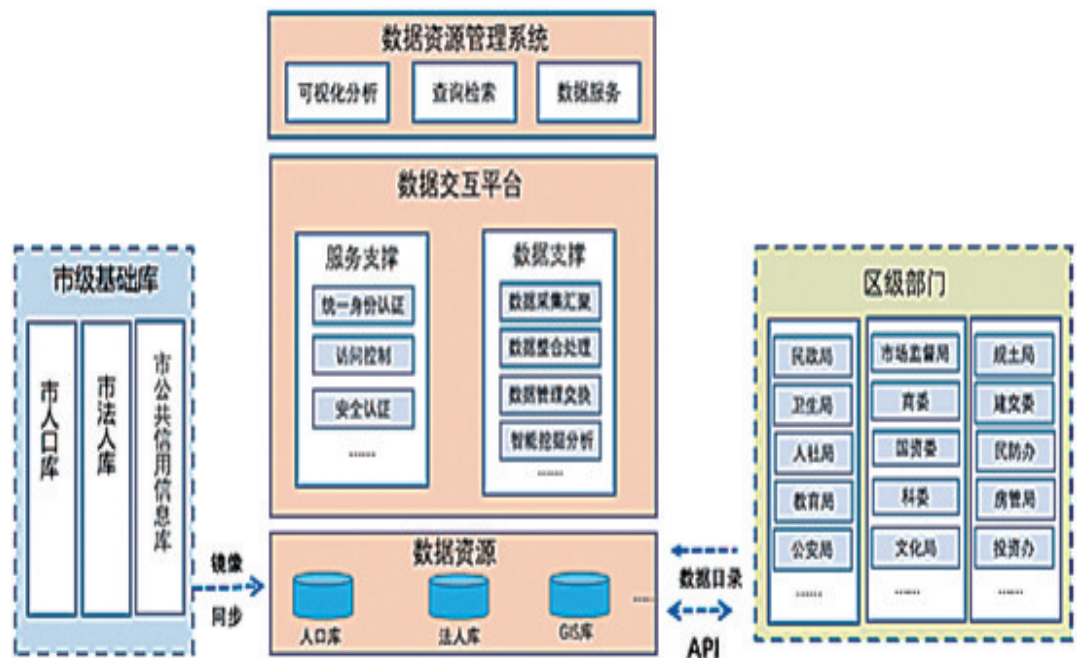 数据资源管理系统
可视化分析 查询检索 数据服务
数据交互平台
服务支撑
统一身份认证
访问控制
安全认证
......
数据支撑
数据采集汇聚
数据整合处理
数据管理交换
智能挖掘分析
......
市级基础库
市人口库
市法人库
市公共信用信息库
镜像
同步
数据资源
人口库 法人库 GIS库 ......
数据目录
API
区级部门
民政局
卫生局
人社局
教育局
公安局
......
市场监督局
商委
国资委
科委
文化局
......
规土局
建交委
民防办
房管局
投资办
......